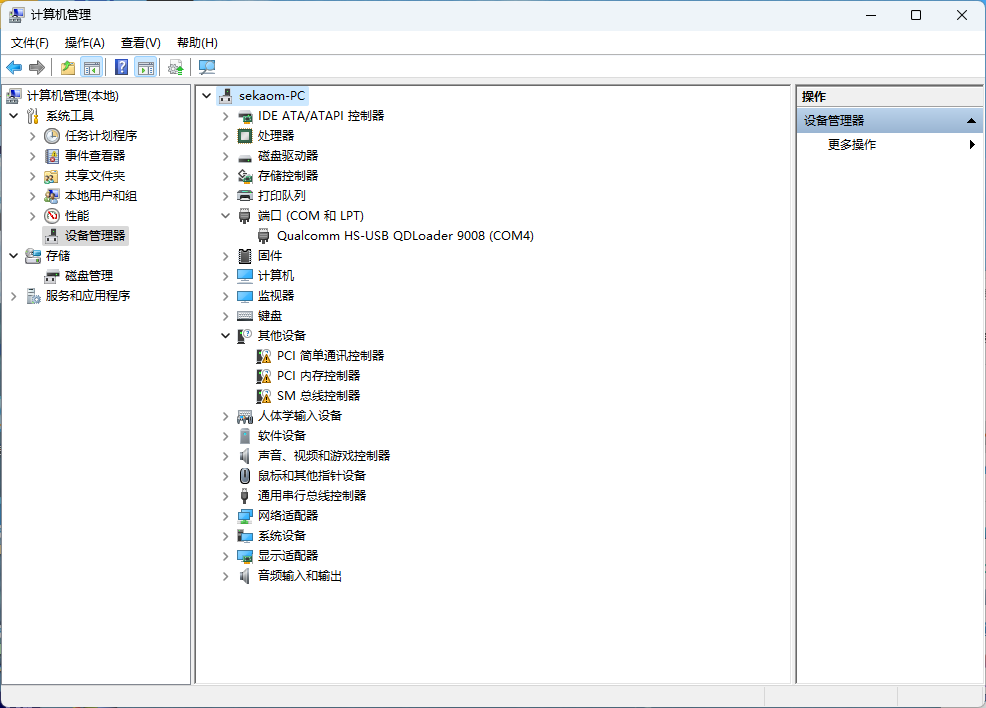 计算机管理
文件(F) 操作(A) 查看(V) 帮助(H)
计算机管理(本地)
系统工具
任务计划程序
事件查看器
共享文件夹
本地用户和组
性能
设备管理器
存储
磁盘管理
服务和应用程序
sekaom-PC
IDE ATA/ATAPI 控制器
处理器
磁盘驱动器
存储控制器
打印队列
端口 (COM 和 LPT)
Qualcomm HS-USB QDLoader 9008 (COM4)
固件
计算机
监视器
键盘
其他设备
PCI 简单通讯控制器
PCI 内存控制器
SM 总线控制器
人体学输入设备
软件设备
声音、视频和游戏控制器
鼠标和其他指针设备
通用串行总线控制器
网络适配器
系统设备
显示适配器
音频输入和输出
操作
设备管理器
更多操作